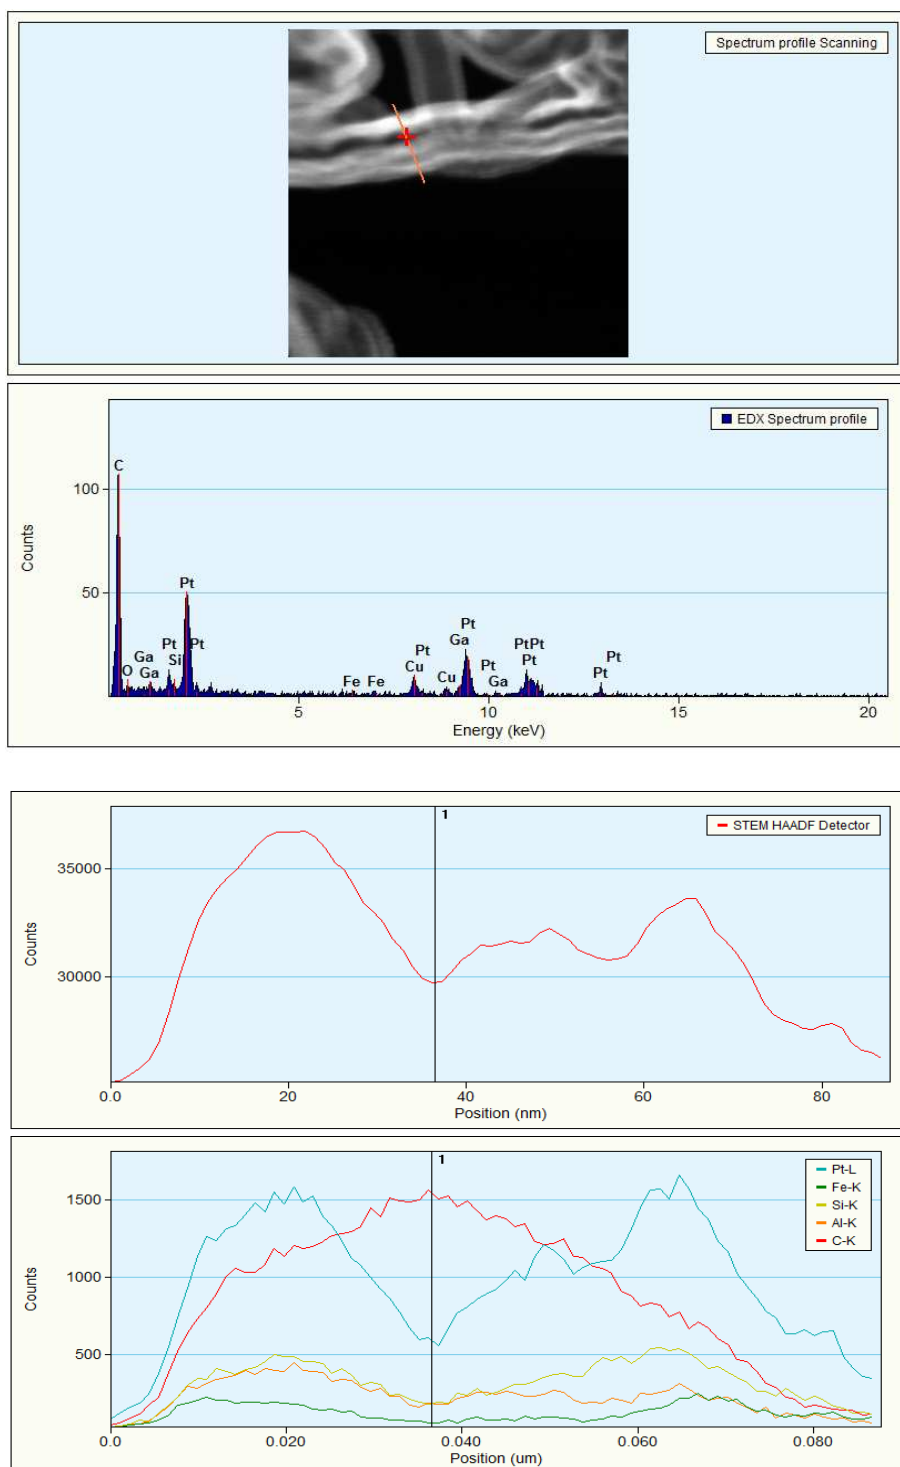 Spectrum profile Scanning
EDX Spectrum profile
C
100
Counts
50
Pt
Ga
Pt
Pt
O
Ga
Si
Pt
Pt
Ga
Cu
Cu
Pt
Ga
PtPt
Pt
Pt
Pt
Fe
Fe
5
10
15
20
Energy (keV)
1
STEM HAADF Detector
35000
Counts
30000
0.0
20
40
60
80
Position (nm)
1
Pt-L
Fe-K
Si-K
Al-K
C-K
1500
1000
Counts
500
0.0
0.020
0.040
0.060
0.080
Position (um)